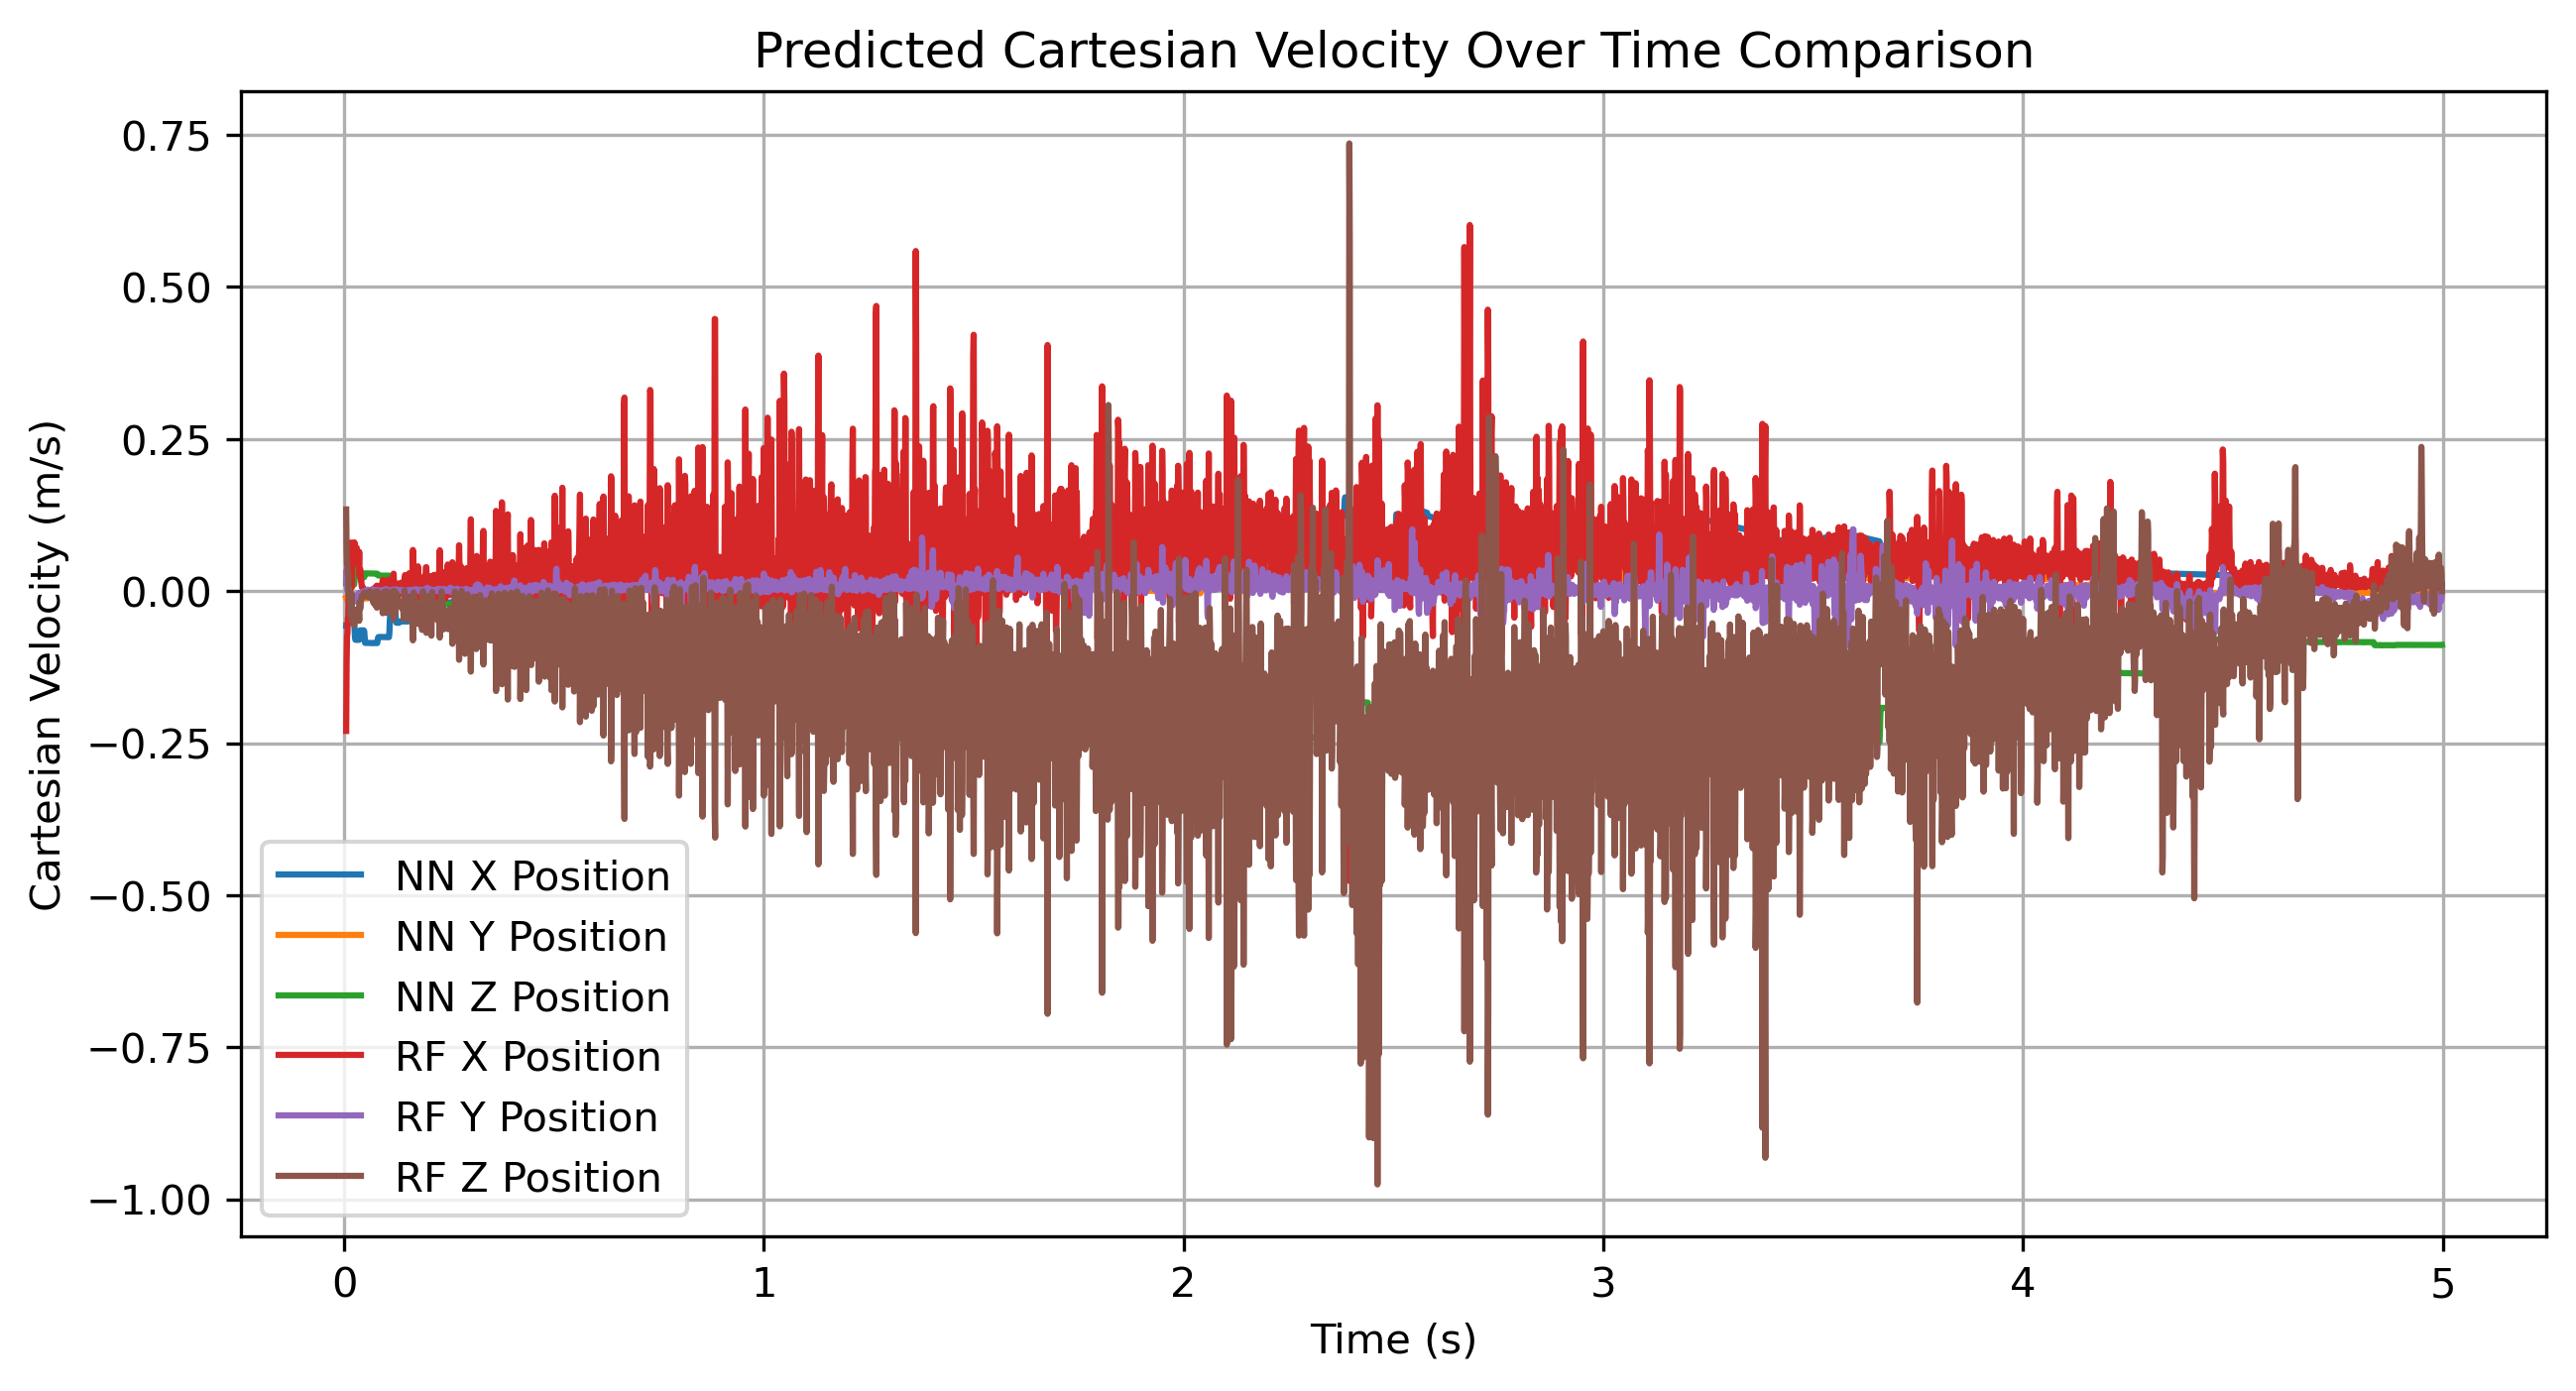 Predicted Cartesian Velocity Over Time Comparison
Cartesian Velocity (m/s)
0.75
0.50
0.25
0.00
−0.25
−0.50
−0.75
−1.00
NN X Position
NN Y Position
NN Z Position
RF X Position
RF Y Position
RF Z Position
0 1 2 3 4 5
Time (s)